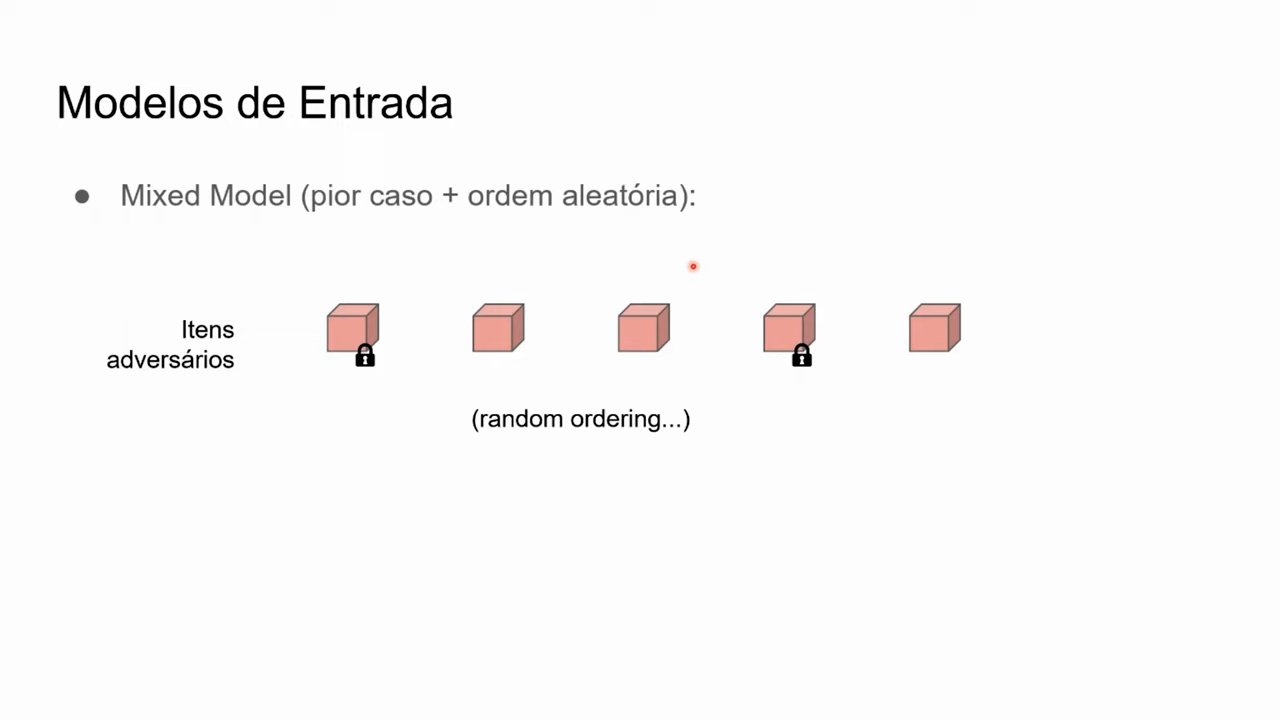 Modelos de Entrada
● Mixed Model (pior caso + ordem aleatória):
Itens
adversários
(random ordering...)